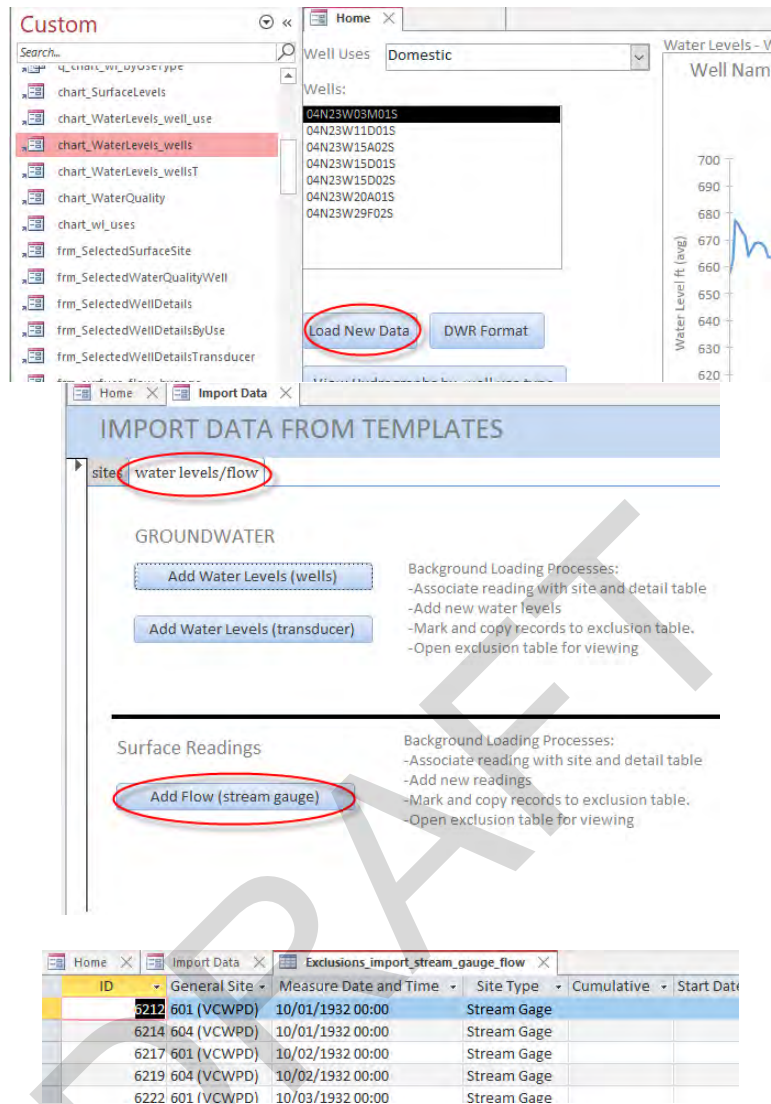 Custom
Search...
q_chart_wl_byUseType
chart_SurfaceLevels
chart_WaterLevels_well_use
chart_WaterLevels_wells
chart_WaterLevels_wellsT
chart_WaterQuality
chart_wl_uses
frm_SelectedSurfaceSite
frm_SelectedWaterQualityWell
frm_SelectedWellDetails
frm_SelectedWellDetailsByUse
frm_SelectedWellDetailsTransducer
Home
Well Uses Domestic
Wells:
04N23W03M01S
04N23W11D01S
04N23W15A02S
04N23W15D01S
04N23W15D02S
04N23W20A01S
04N23W29F02S
Load New Data DWR Format
View Hydrographs by well use type
Water Levels - W
Well Nam
Water Level ft (avg)
700
690
680
670
660
650
640
630
620
Home Import Data
IMPORT DATA FROM TEMPLATES
sites water levels/flow
GROUNDWATER
Add Water Levels (wells)
Add Water Levels (transducer)
Background Loading Processes:
-Associate reading with site and detail table
-Add new water levels
-Mark and copy records to exclusion table.
-Open exclusion table for viewing
Surface Readings
Add Flow (stream gauge)
Background Loading Processes:
-Associate reading with site and detail table
-Add new readings
-Mark and copy records to exclusion table.
-Open exclusion table for viewing
DRAFT
Home Import Data Exclusions_import_stream_gauge_flow
ID General Site Measure Date and Time Site Type Cumulative Start Date
6212 601 (VCWPD) 10/01/1932 00:00 Stream Gage
6214 604 (VCWPD) 10/01/1932 00:00 Stream Gage
6217 601 (VCWPD) 10/02/1932 00:00 Stream Gage
6219 604 (VCWPD) 10/02/1932 00:00 Stream Gage
6222 601 (VCWPD) 10/03/1932 00:00 Stream Gage